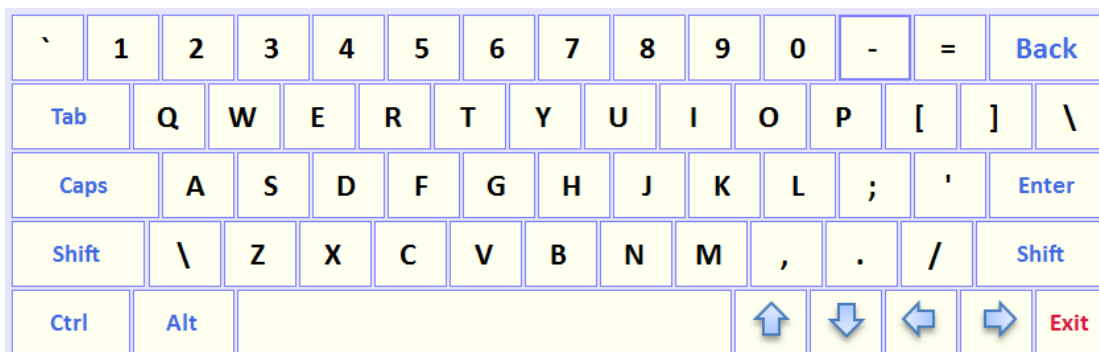 ` 1 2 3 4 5 6 7 8 9 0 - = Back
Tab Q W E R T Y U I O P [ ] \
Caps A S D F G H J K L ; ' Enter
Shift \ Z X C V B N M , . / Shift
Ctrl Alt Exit